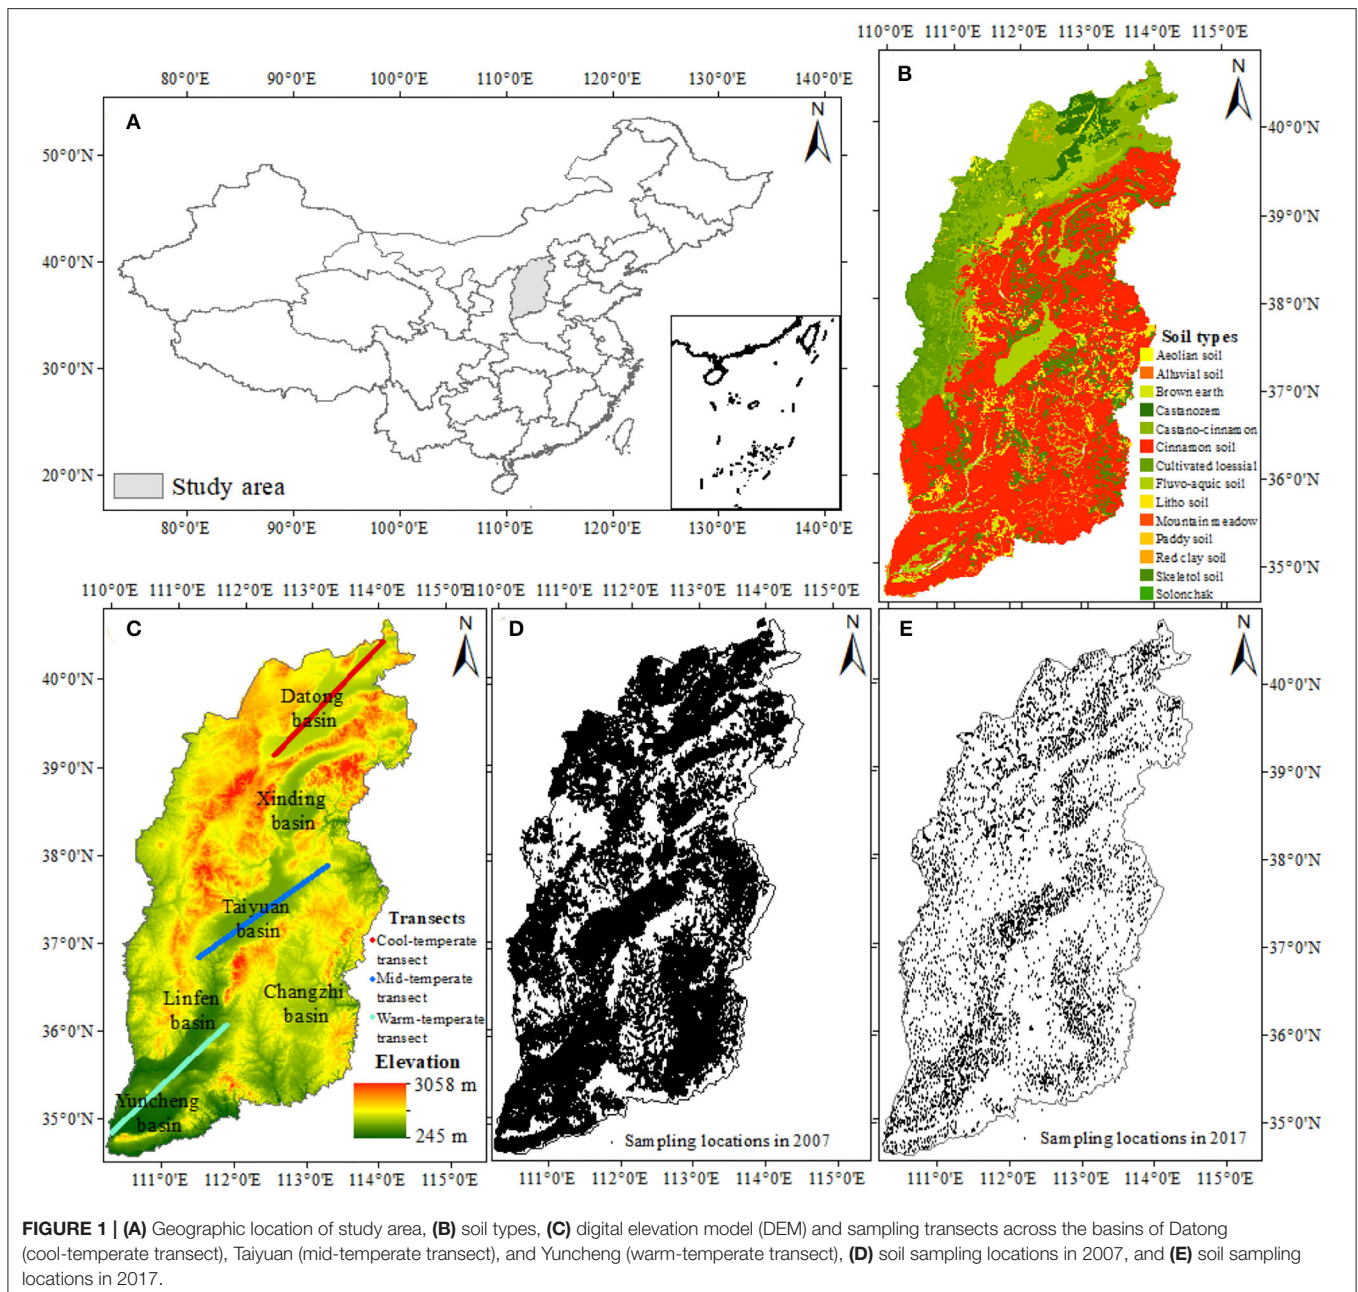 110°0'E 111°0'E 112°0'E 113°0'E 114°0'E 115°0'E
80°0'E 90°0'E 100°0'E 110°0'E 120°0'E 130°0'E 140°0'E
A
N
50°0'N
40°0'N
30°0'N
20°0'N
Study area
80°0'E 90°0'E 100°0'E 110°0'E 120°0'E 130°0'E 140°0'E
B
N
40°0'N
39°0'N
38°0'N
37°0'N
36°0'N
35°0'N
Soil types
Aeolian soil
Alluvial soil
Brown earth
Castanozem
Castano-cinnamon
Cinnamon soil
Cultivated loessial
Fluvo-aquic soil
Litho soil
Mountain meadow
Paddy soil
Red clay soil
Skeletol soil
Solonchak
110°0'E 111°0'E 112°0'E 113°0'E 114°0'E 115°0'E
C
N
40°0'N
39°0'N
38°0'N
37°0'N
36°0'N
35°0'N
Datong
basin
Xinding
basin
Taiyuan
basin
Linfen
basin
Changzhi
basin
Yuncheng
basin
Transects
Cool-temperate
transect
Mid-temperate
transect
Warm-temperate
transect
Elevation
3058 m
245 m
111°0'E 112°0'E 113°0'E 114°0'E 115°0'E
110°0'E 111°0'E 112°0'E 113°0'E 114°0'E 115°0'E
D
Sampling locations in 2007
111°0'E 112°0'E 113°0'E 114°0'E 115°0'E
E
N
40°0'N
39°0'N
38°0'N
37°0'N
36°0'N
35°0'N
Sampling locations in 2017
111°0'E 112°0'E 113°0'E 114°0'E 115°0'E
FIGURE 1 | (A) Geographic location of study area, (B) soil types, (C) digital elevation model (DEM) and sampling transects across the basins of Datong
(cool-temperate transect), Taiyuan (mid-temperate transect), and Yuncheng (warm-temperate transect), (D) soil sampling locations in 2007, and (E) soil sampling
locations in 2017.